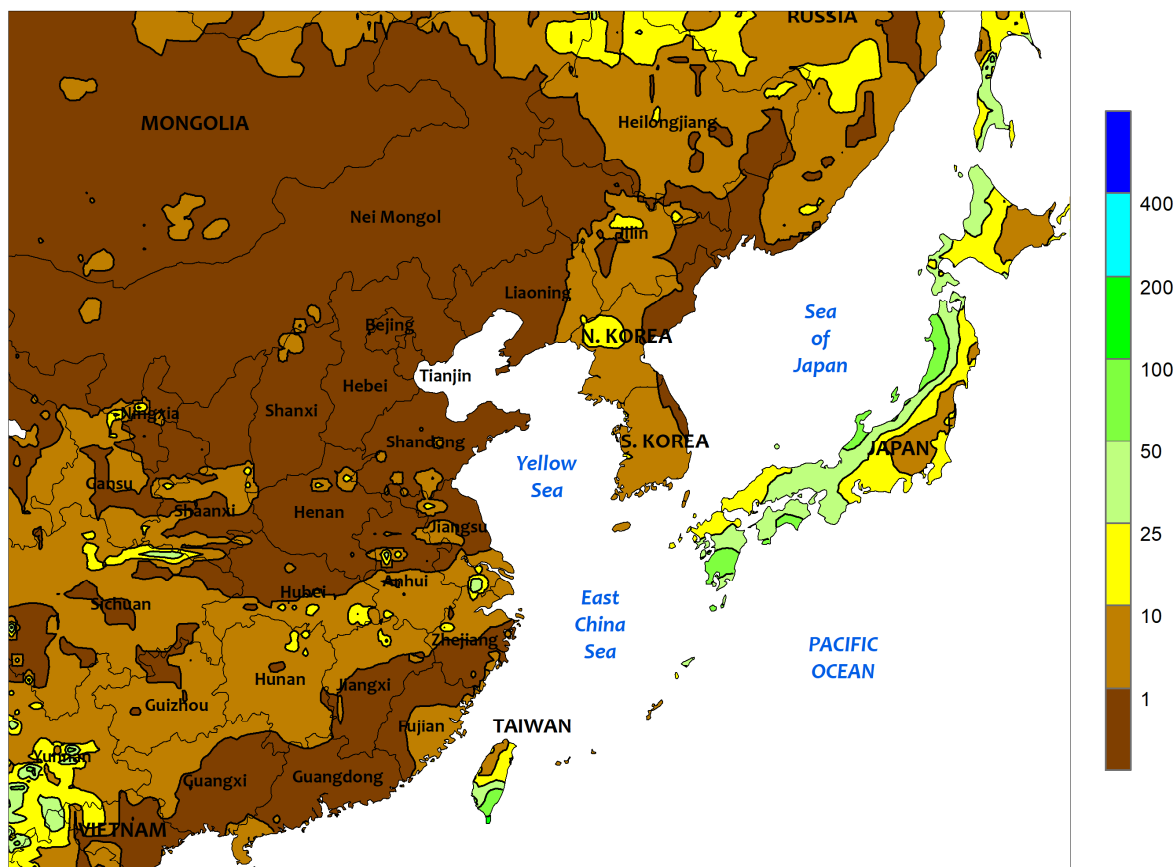 RUSSIA
MONGOLIA
Heilongjiang
400
Nei Mongol
Jilin
200
Liaoning
Sea
of
Japan
Bejing
N. KOREA
100
Tianjin
Hebei
Shanxi
Ningxia
Shandong
S. KOREA
JAPAN
50
Yellow
Sea
Gansu
Shaanxi
Henan
Jiangsu
25
Anhui
Hubei
Sichuan
East
China
Sea
10
Zhejiang
PACIFIC
OCEAN
Hunan
Jiangxi
Guizhou
1
Fujian
TAIWAN
Yunnan
Guangxi
Guangdong
VIETNAM